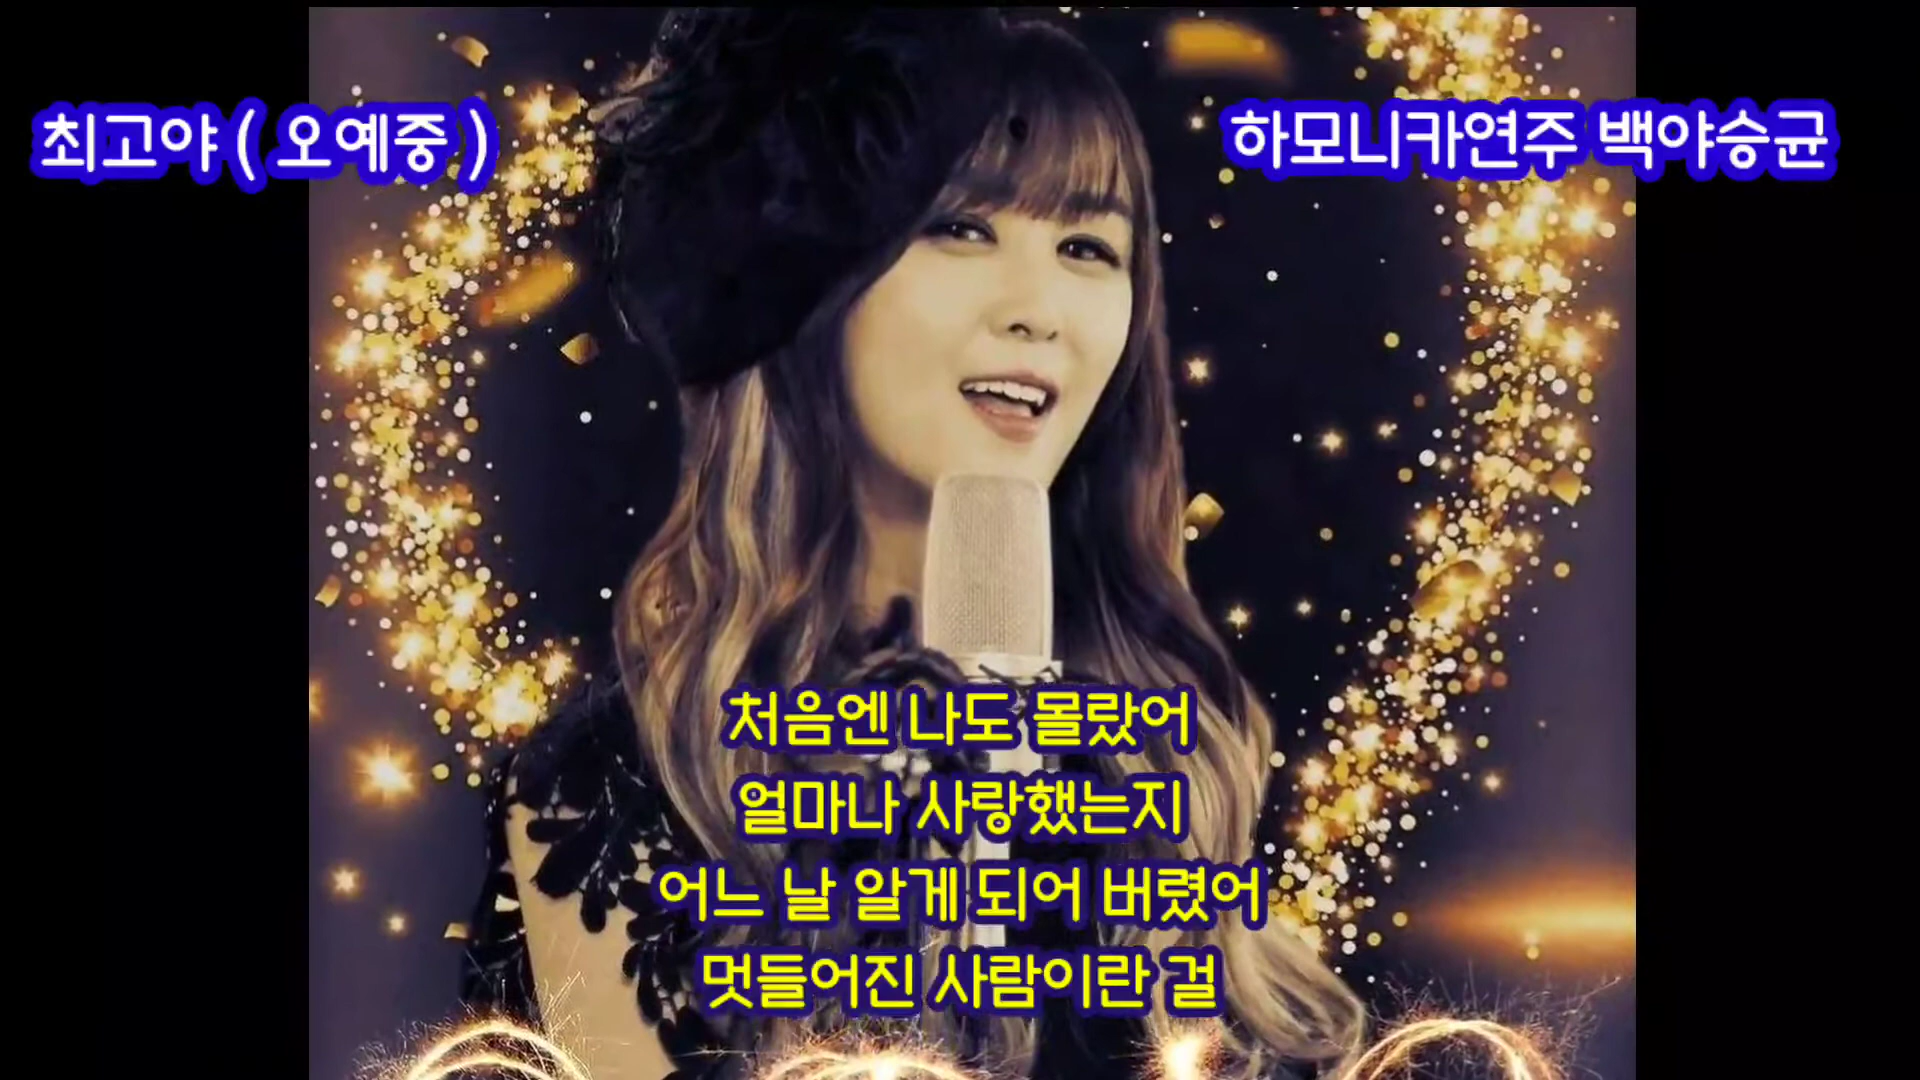 최고야 ( 오예중 )
하모니카연주 백야승균
처음엔 나도 몰랐어
얼마나 사랑했는지
어느 날 알게 되어 버렸어
멋들어진 사람이란 걸